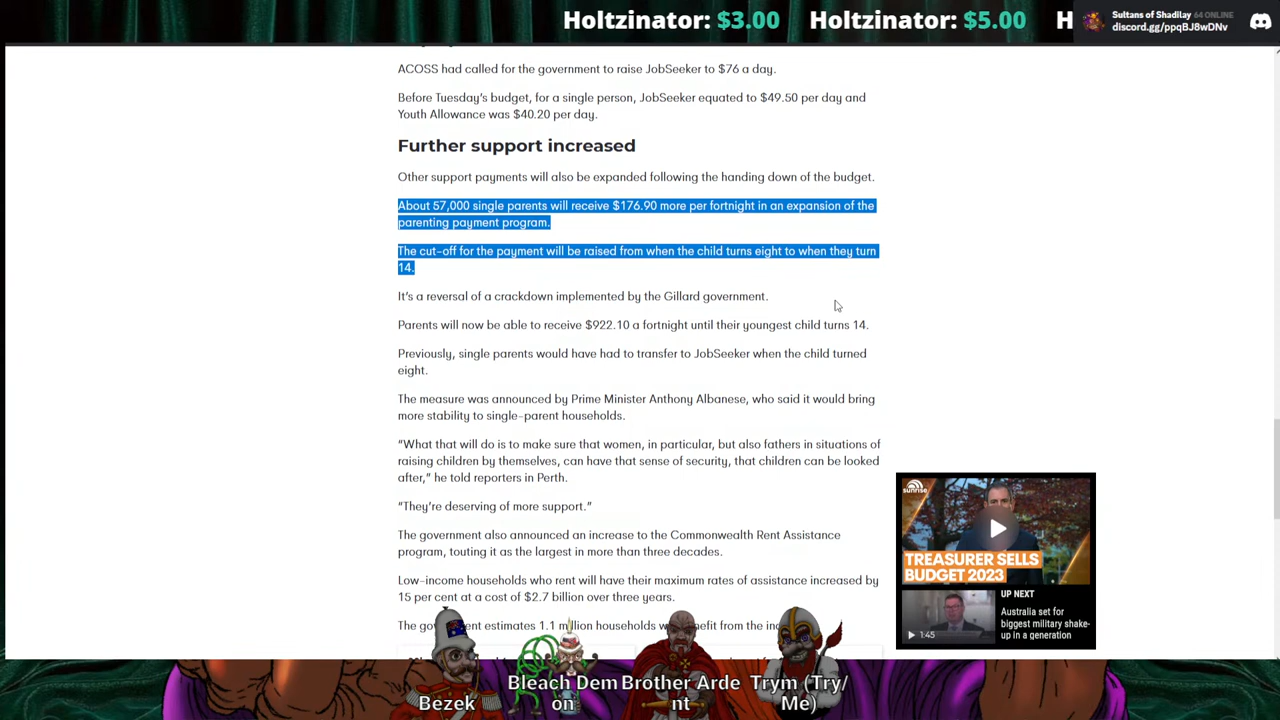 Holtzinator: $3.00 Holtzinator: $5.00 H
Sultans of Shadilay 64 ONLINE
discord.gg/ppqBJ8wDNv
ACOSS had called for the government to raise JobSeeker to $76 a day.
Before Tuesday's budget, for a single person, JobSeeker equated to $49.50 per day and
Youth Allowance was $40.20 per day.
Further support increased
Other support payments will also be expanded following the handing down of the budget.
About 57,000 single parents will receive $176.90 more per fortnight in an expansion of the
parenting payment program.
The cut-off for the payment will be raised from when the child turns eight to when they turn
14.
It's a reversal of a crackdown implemented by the Gillard government.
Parents will now be able to receive $922.10 a fortnight until their youngest child turns 14.
Previously, single parents would have had to transfer to JobSeeker when the child turned
eight.
The measure was announced by Prime Minister Anthony Albanese, who said it would bring
more stability to single-parent households.
"What that will do is to make sure that women, in particular, but also fathers in situations of
raising children by themselves, can have that sense of security, that children can be looked
after," he told reporters in Perth.
"They're deserving of more support."
The government also announced an increase to the Commonwealth Rent Assistance
program, touting it as the largest in more than three decades.
Low-income households who rent will have their maximum rates of assistance increased by
15 per cent at a cost of $2.7 billion over three years.
The estimates 1.1 million households
sunrise
TREASURER SELLS
BUDGET 2023
UP NEXT
Australia set for
biggest military shake-
up in a generation
1:45
Bezek
Bleach Dem
on
Brother Arde
nt
Trym (Try/
Me)